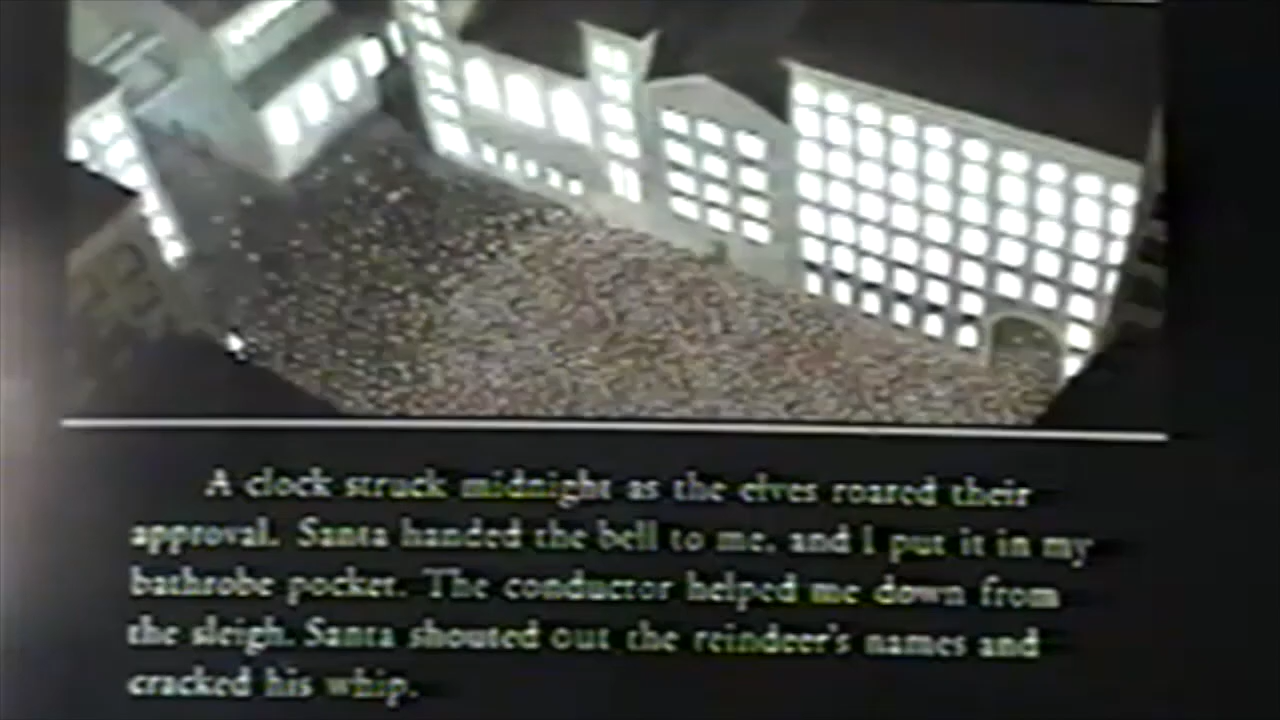 A clock struck midnight as the elves roared their
approval. Santa handed the bell to me, and I put it in my
bathrobe pocket. The conductor helped me down from
the sleigh. Santa shouted out the reindeer's names and
cracked his whip.